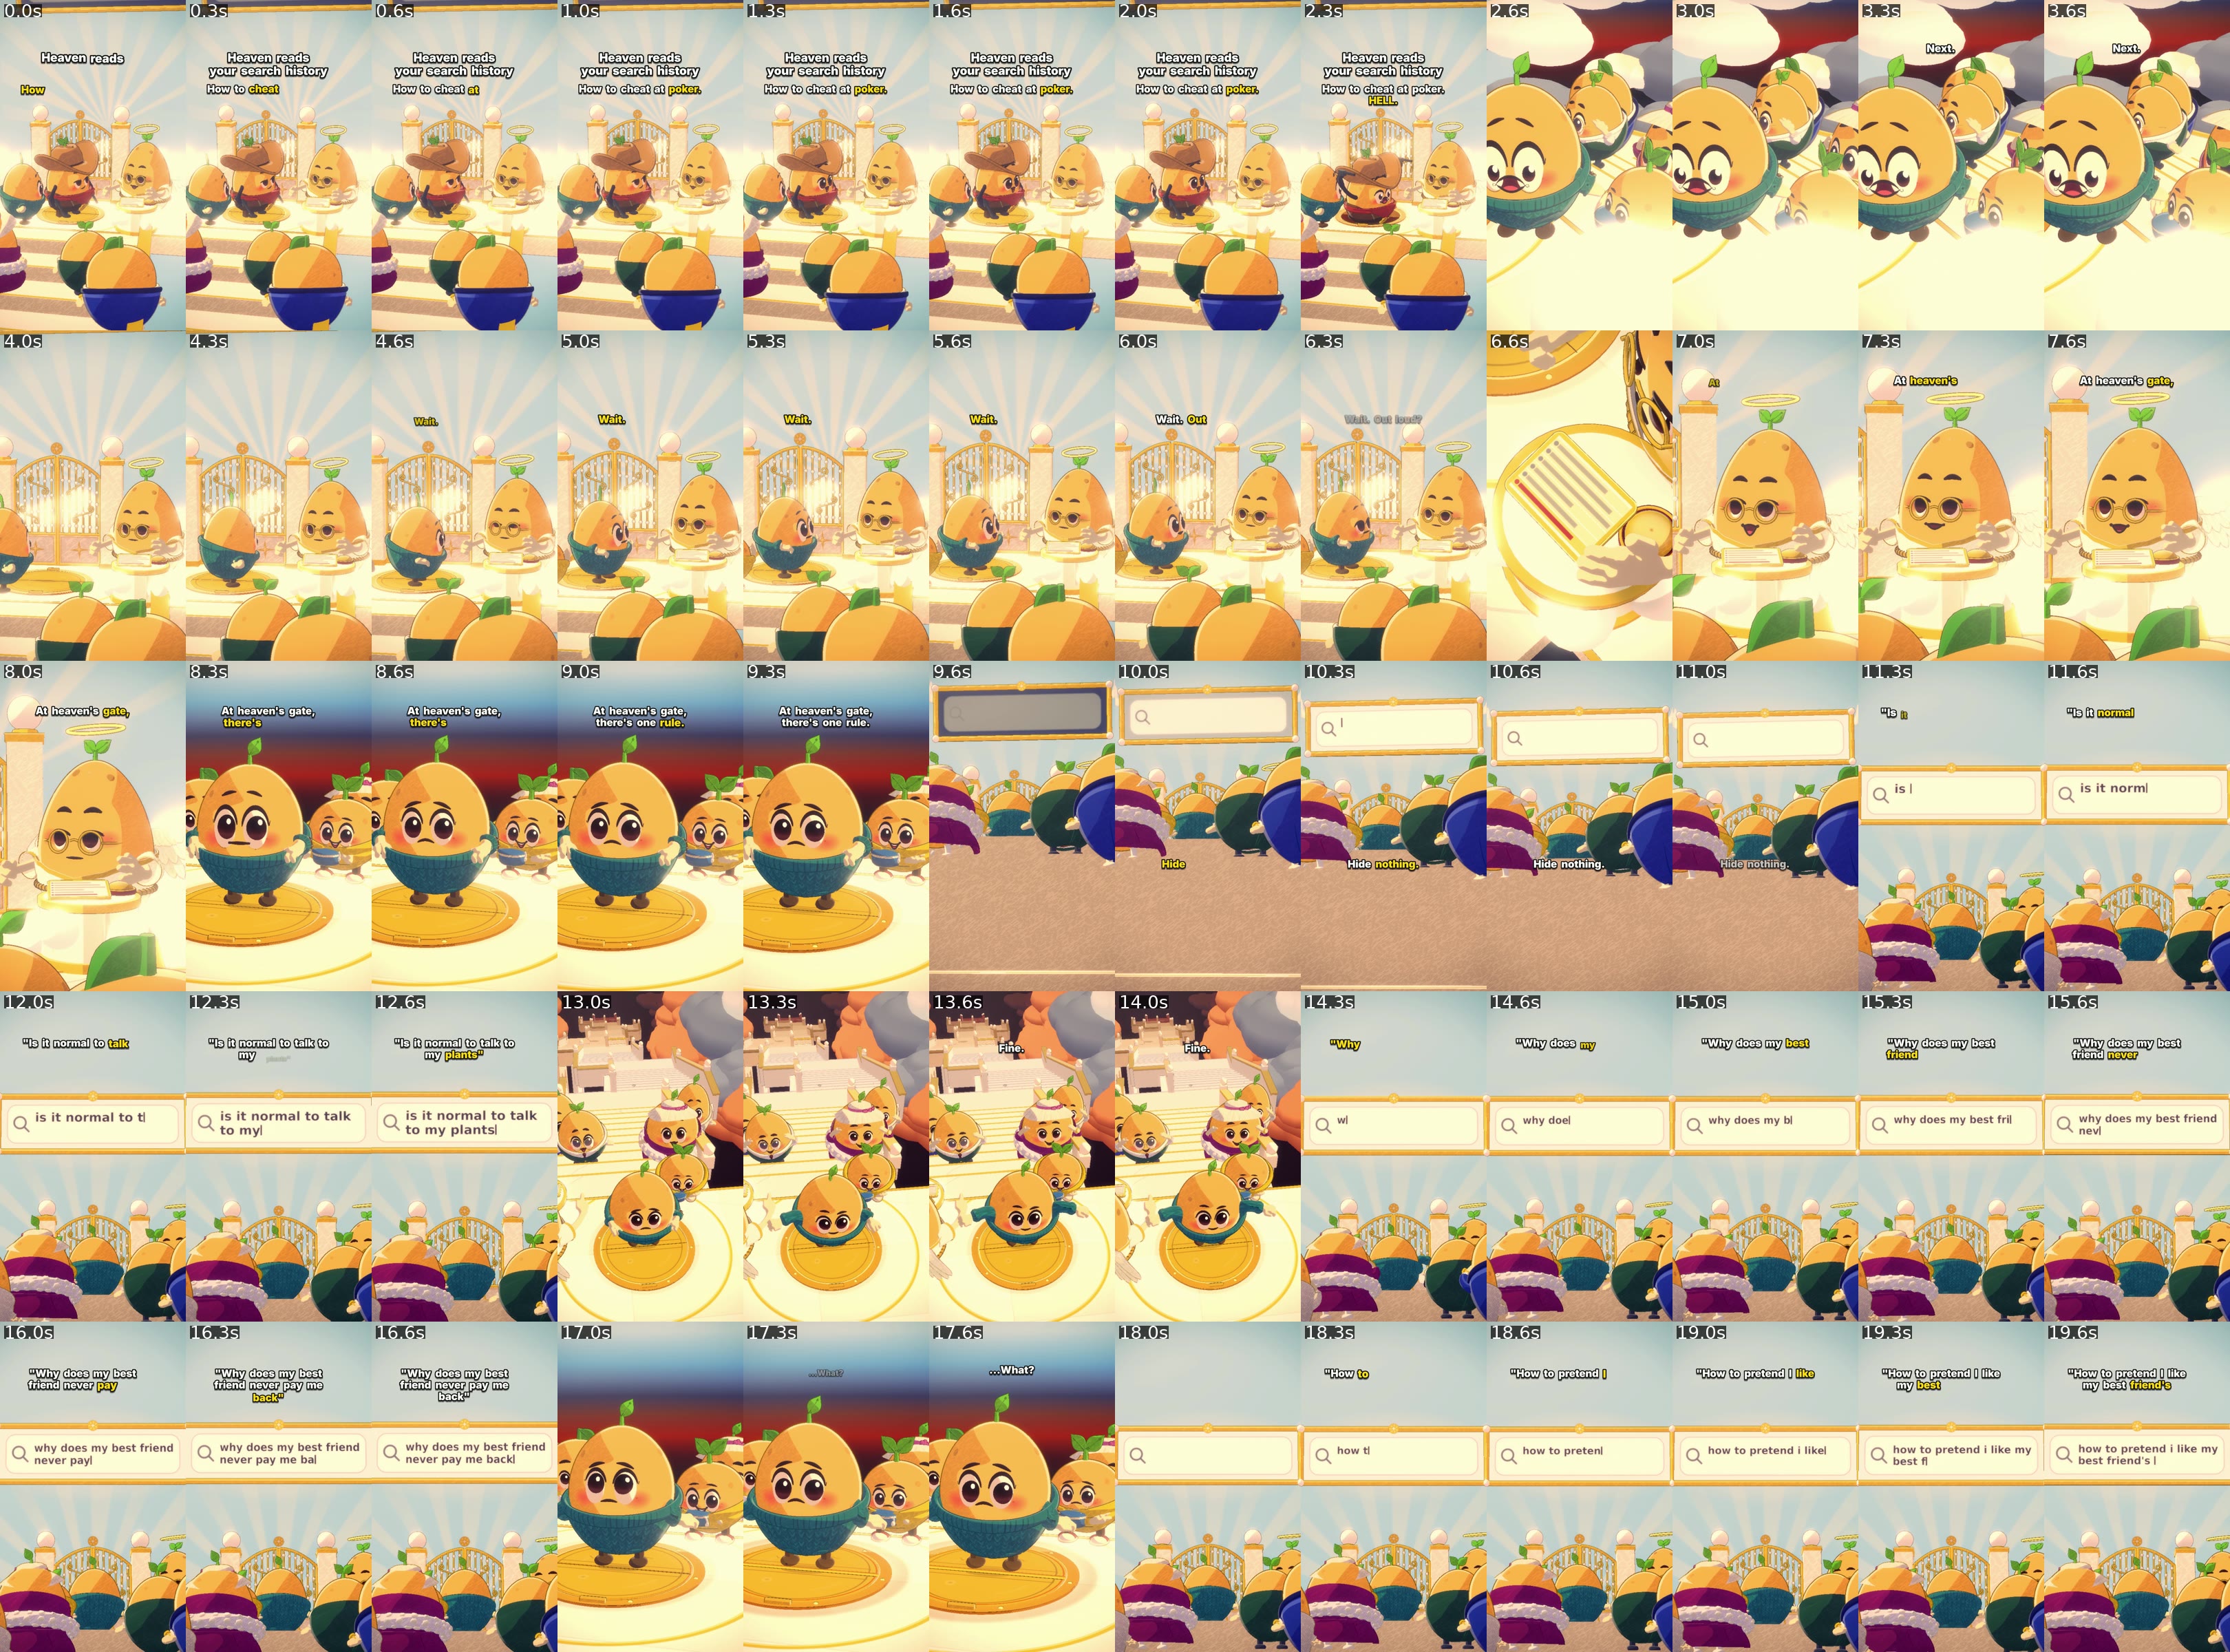 0.0s
Heaven reads
How
0.3s
Heaven reads
your search history
How to cheat
0.6s
Heaven reads
your search history
How to cheat at
1.0s
Heaven reads
your search history
How to cheat at poker.
1.3s
Heaven reads
your search history
How to cheat at poker.
1.6s
Heaven reads
your search history
How to cheat at poker.
2.0s
Heaven reads
your search history
How to cheat at poker.
2.3s
Heaven reads
your search history
How to cheat at poker.
HELL.
2.6s
3.0s
3.3s
Next.
3.6s
Next.
4.0s
4.3s
4.6s
Wait.
5.0s
Wait.
5.3s
Wait.
5.6s
Wait.
6.0s
Wait. Out
6.3s
Wait. Out loud?
6.6s
7.0s
At
7.3s
At heaven's
7.6s
At heaven's gate,
8.0s
At heaven's gate,
8.3s
At heaven's gate,
there's
8.6s
At heaven's gate,
there's
9.0s
At heaven's gate,
there's one rule.
9.3s
At heaven's gate,
there's one rule.
9.6s
10.0s
Hide
10.3s
Hide nothing.
10.6s
Hide nothing.
11.0s
Hide nothing.
11.3s
"Is it
is
11.6s
"Is it normal
is it norm
12.0s
"Is it normal to talk
is it normal to t
12.3s
"Is it normal to talk to
my plants"
is it normal to talk
to my
12.6s
"Is it normal to talk to
my plants"
is it normal to talk
to my plants
13.0s
13.3s
13.6s
Fine.
14.0s
Fine.
14.3s
"Why
w
14.6s
"Why does my
why doe
15.0s
"Why does my best
why does my b
15.3s
"Why does my best
friend
why does my best fri
15.6s
"Why does my best
friend never
why does my best friend
nev
16.0s
"Why does my best
friend never pay
why does my best friend
never pay
16.3s
"Why does my best
friend never pay me
back"
why does my best friend
never pay me ba
16.6s
"Why does my best
friend never pay me
back"
why does my best friend
never pay me back
17.0s
17.3s
...What?
17.6s
...What?
18.0s
18.3s
"How to
how t
18.6s
"How to pretend I
how to preten
19.0s
"How to pretend I like
how to pretend i like
19.3s
"How to pretend I like
my best
how to pretend i like my
best f
19.6s
"How to pretend I like
my best friend's
how to pretend i like my
best friend's